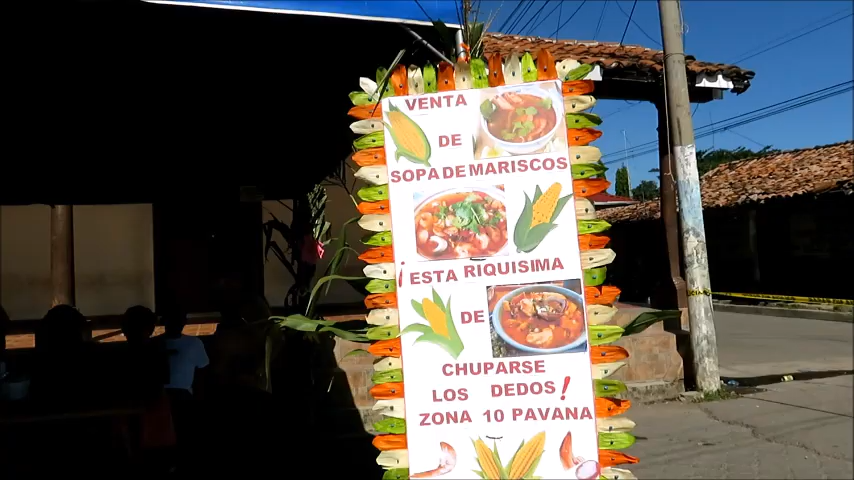 VENTA
DE
SOPA DE MARISCOS
¡ESTA RIQUISIMA
DE
CHUPARSE
LOS DEDOS!
ZONA 10 PAVANA